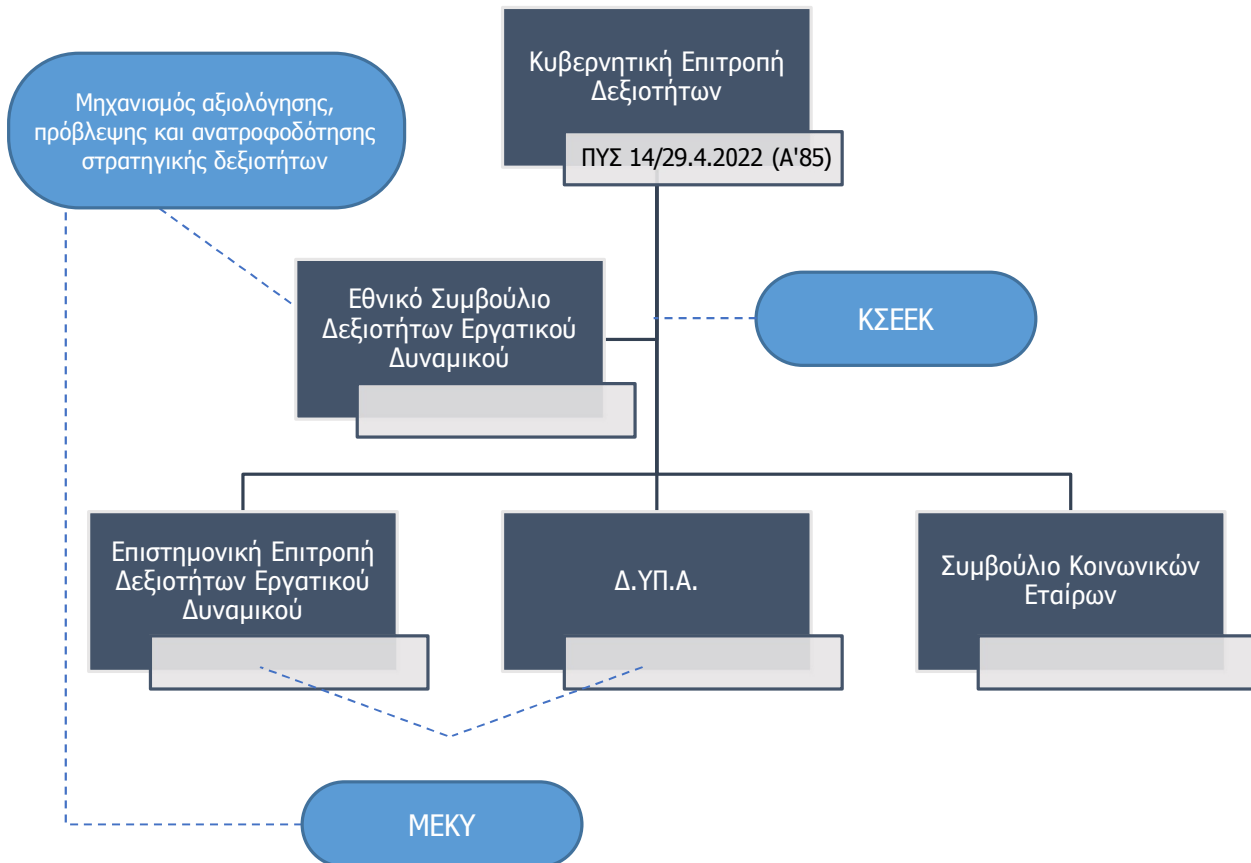 Κυβερνητική Επιτροπή
Δεξιοτήτων
ΠΥΣ 14/29.4.2022 (Α'85)
Μηχανισμός αξιολόγησης,
πρόβλεψης και ανατροφοδότησης
στρατηγικής δεξιοτήτων
Εθνικό Συμβούλιο
Δεξιοτήτων Εργατικού
Δυναμικού
ΚΣΕΕΚ
Επιστημονική Επιτροπή
Δεξιοτήτων Εργατικού
Δυναμικού
Δ.ΥΠ.Α.
Συμβούλιο Κοινωνικών
Εταίρων
ΜΕΚΥ